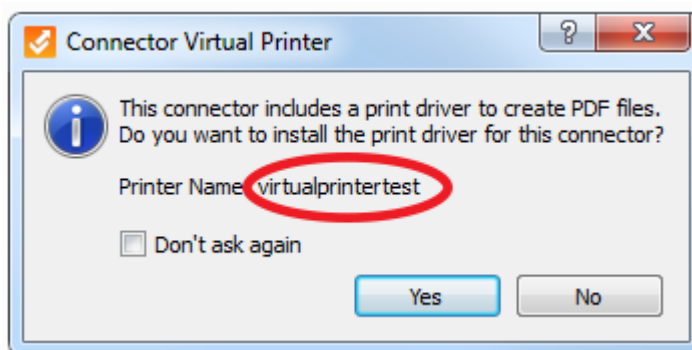 Connector Virtual Printer
This connector includes a print driver to create PDF files.
Do you want to install the print driver for this connector?
Printer Name: virtualprintertest
Don't ask again
Yes No